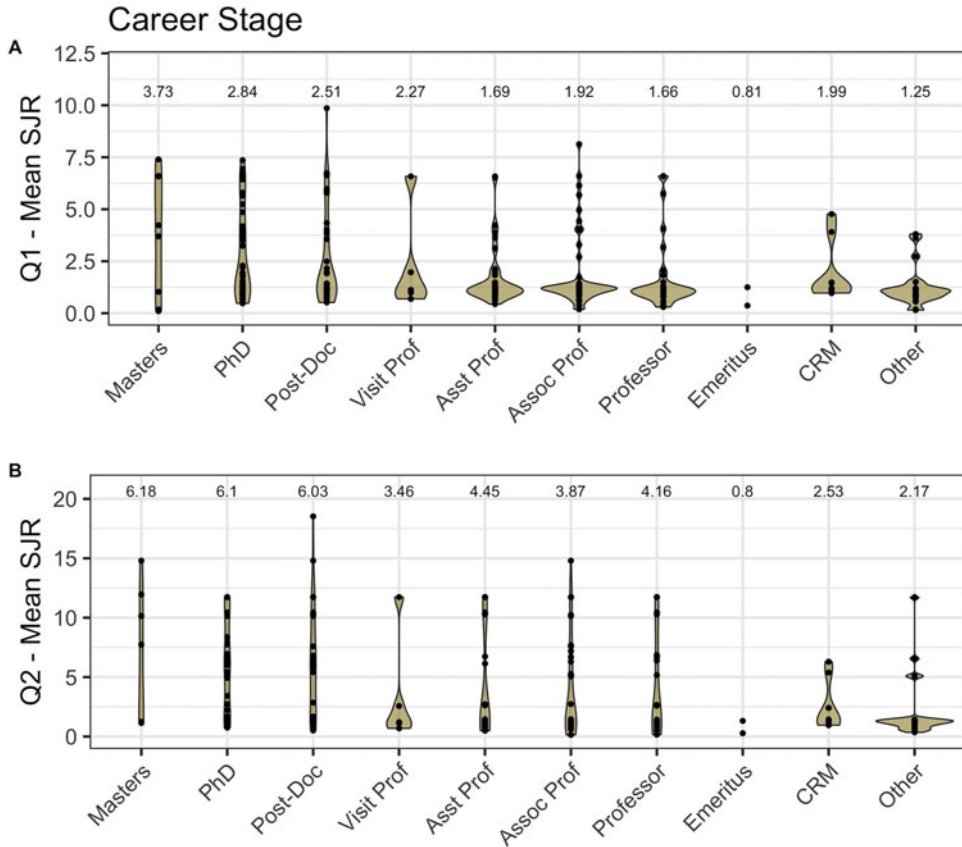 Career Stage
A
Q1 - Mean SJR
12.5
10.0
7.5
5.0
2.5
0.0
3.73 2.84 2.51 2.27 1.69 1.92 1.66 0.81 1.99 1.25
Masters PhD Post-Doc Visit Prof Asst Prof Assoc Prof Professor Emeritus CRM Other
B
Q2 - Mean SJR
20
15
10
5
0
6.18 6.1 6.03 3.46 4.45 3.87 4.16 0.8 2.53 2.17
Masters PhD Post-Doc Visit Prof Asst Prof Assoc Prof Professor Emeritus CRM Other